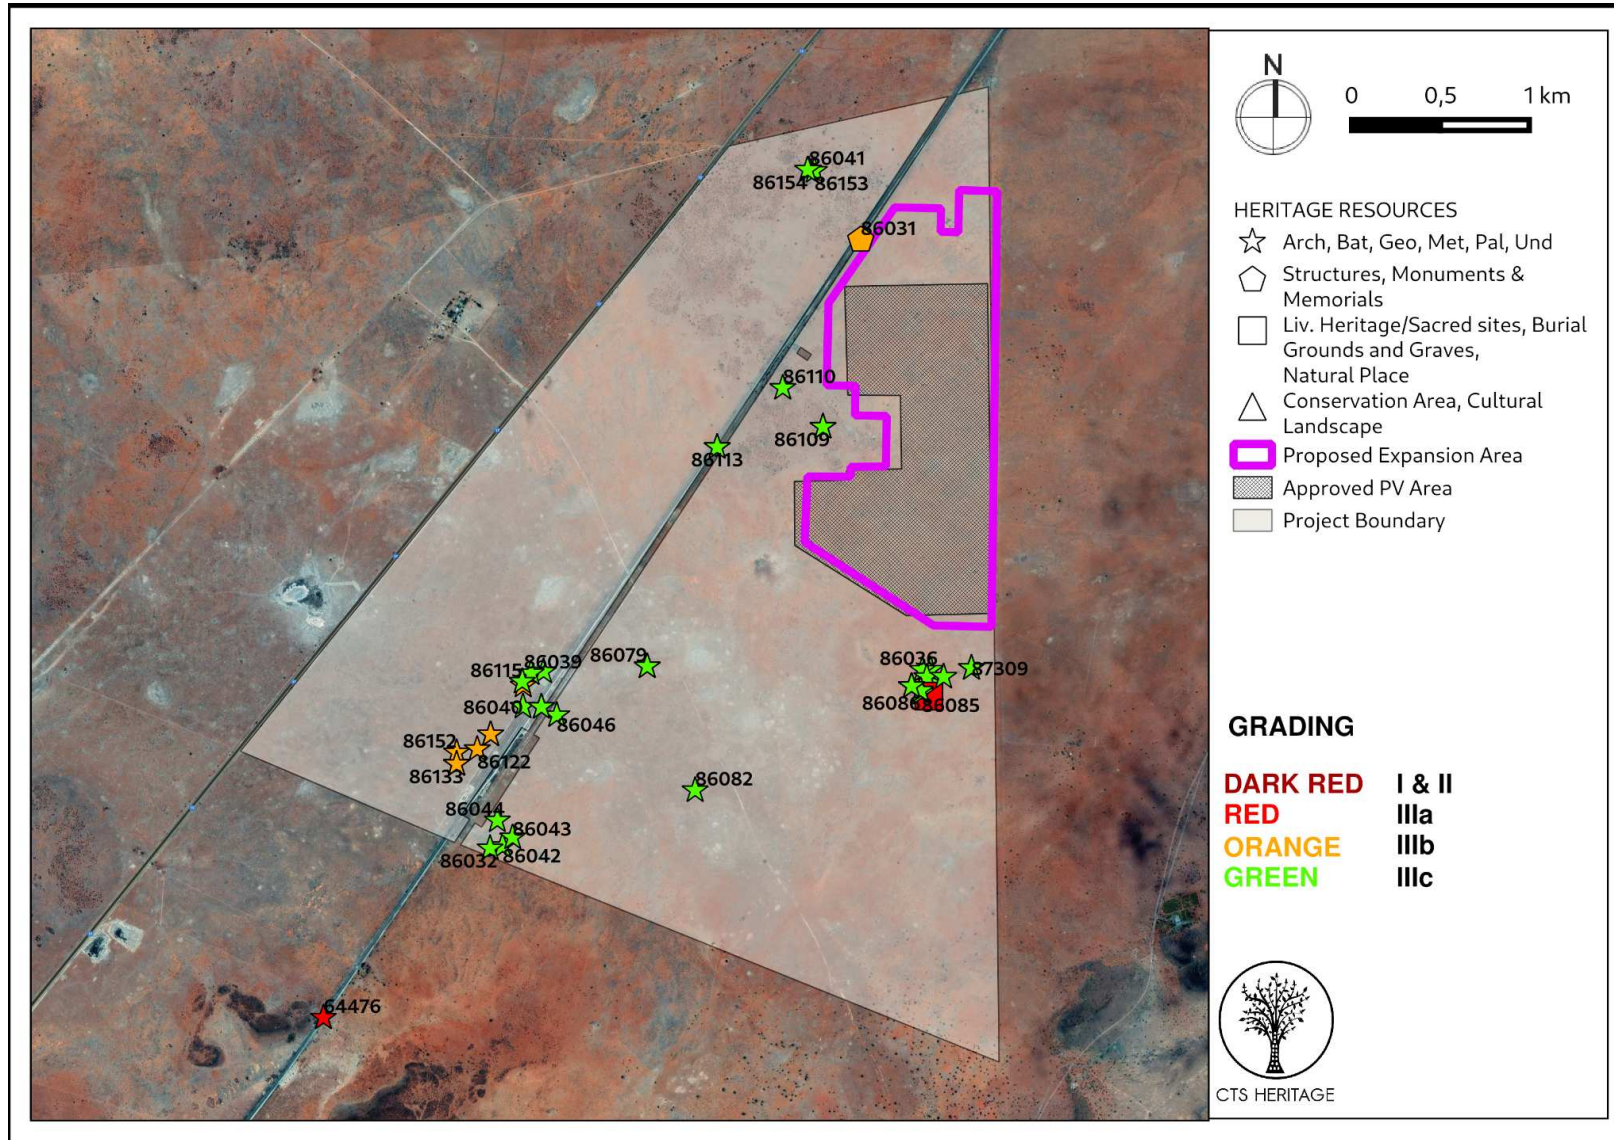 86041
86154
86153
86031
86110
86109
86113
86036
87309
86086
86085
86079
86039
86115
86040
86046
86152
86122
86133
86082
86044
86043
86042
86032
64476
N
0 0,5 1 km
HERITAGE RESOURCES
Arch, Bat, Geo, Met, Pal, Und
Structures, Monuments &
Memorials
Liv. Heritage/Sacred sites, Burial
Grounds and Graves,
Natural Place
Conservation Area, Cultural
Landscape
Proposed Expansion Area
Approved PV Area
Project Boundary
GRADING
DARK RED I & II
RED IIIa
ORANGE IIIb
GREEN IIIc
CTS HERITAGE